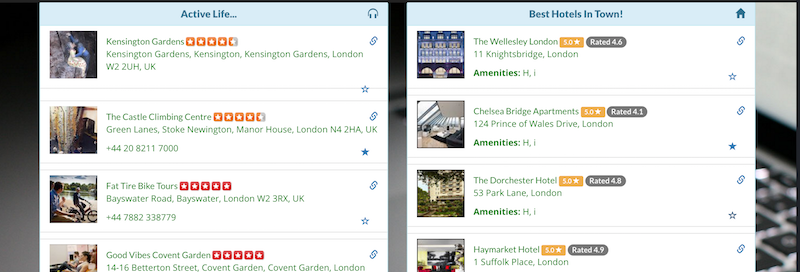 Active Life...
Kensington Gardens
Kensington Gardens, Kensington, Kensington Gardens, London
W2 2UH, UK
The Castle Climbing Centre
Green Lanes, Stoke Newington, Manor House, London N4 2HA, UK
+44 20 8211 7000
Fat Tire Bike Tours
Bayswater Road, Bayswater, London W2 3RX, UK
+44 7882 338779
Good Vibes Covent Garden
14-16 Betterton Street, Covent Garden, Covent Garden, London
Best Hotels In Town!
The Wellesley London 5.0★ Rated 4.6
11 Knightsbridge, London
Amenities: H, i
Chelsea Bridge Apartments 5.0★ Rated 4.1
124 Prince of Wales Drive, London
Amenities: H, i
The Dorchester Hotel 5.0★ Rated 4.8
53 Park Lane, London
Amenities: H, i
Haymarket Hotel 5.0★ Rated 4.9
1 Suffolk Place, London